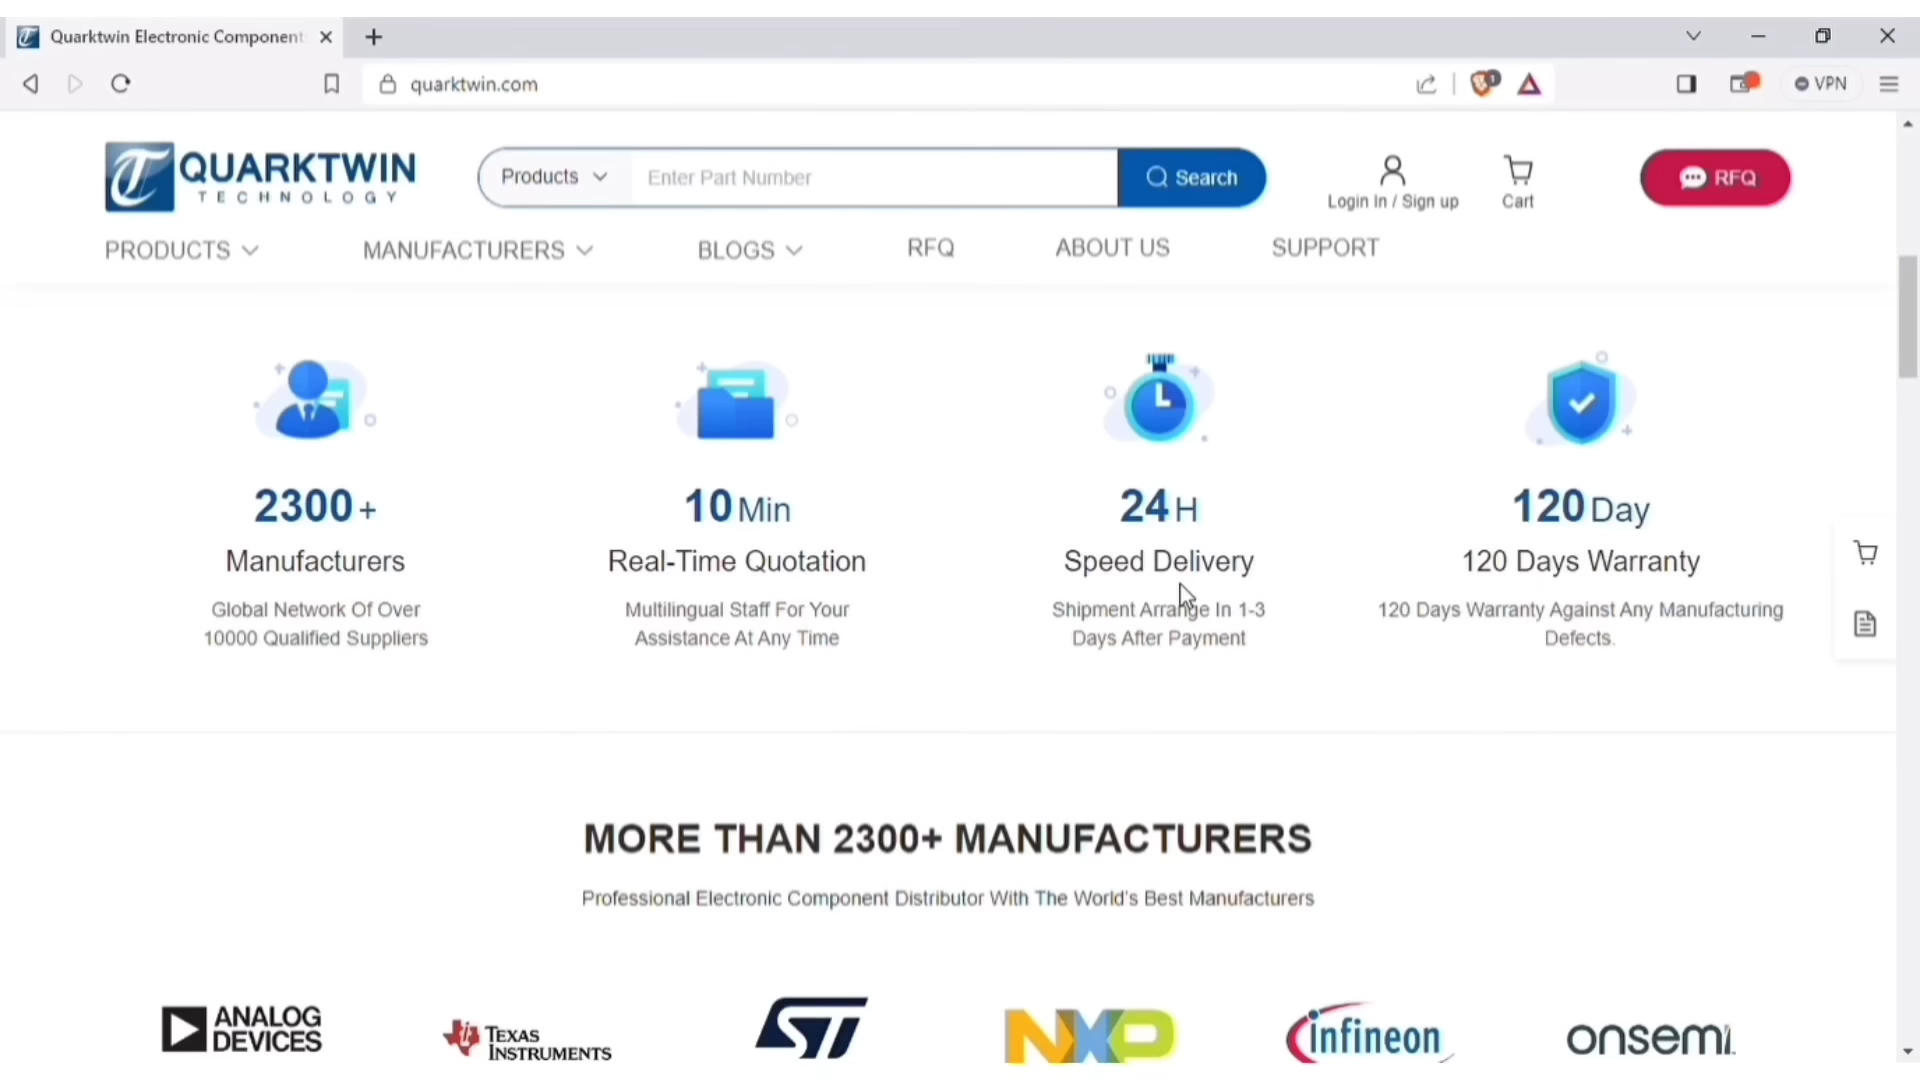 Quarktwin Electronic Component
quarktwin.com
VPN
QUARKTWIN
TECHNOLOGY
Products
Enter Part Number
Search
Login In / Sign up
Cart
RFQ
PRODUCTS
MANUFACTURERS
BLOGS
RFQ
ABOUT US
SUPPORT
2300 +
Manufacturers
Global Network Of Over
10000 Qualified Suppliers
10 Min
Real-Time Quotation
Multilingual Staff For Your
Assistance At Any Time
24 H
Speed Delivery
Shipment Arrange In 1-3
Days After Payment
120 Day
120 Days Warranty
120 Days Warranty Against Any Manufacturing
Defects.
MORE THAN 2300+ MANUFACTURERS
Professional Electronic Component Distributor With The World's Best Manufacturers
ANALOG
DEVICES
TEXAS
INSTRUMENTS
ST
NXP
infineon
onsemi